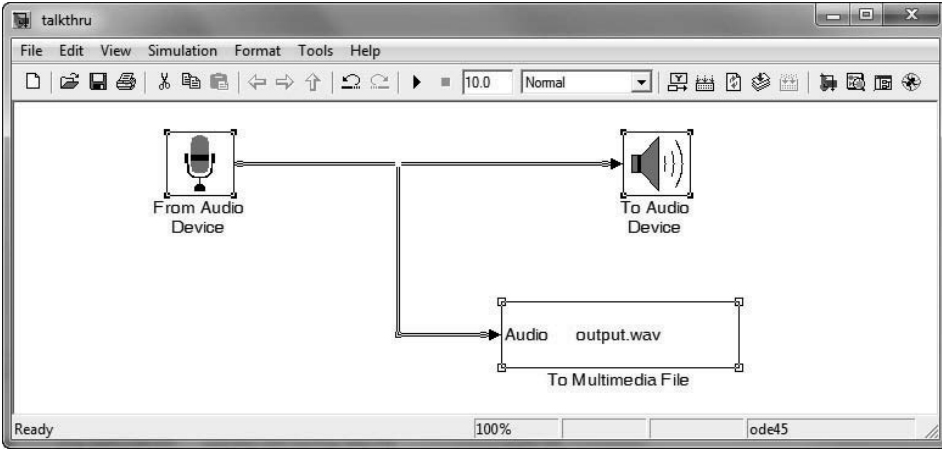 talkthru
File Edit View Simulation Format Tools Help
10.0 Normal
From Audio
Device
To Audio
Device
Audio output.wav
To Multimedia File
Ready 100% ode45